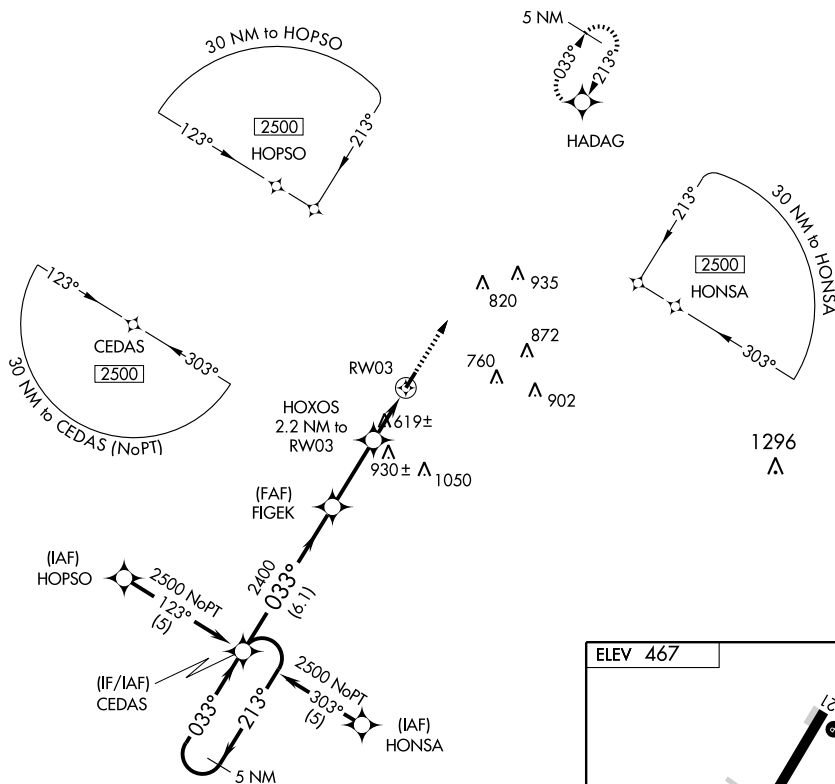 30 NM to HOPSO
2500
HOPSO
123°
213°
5 NM
033°
213°
HADAG
213°
30 NM to HONSA
2500
HONSA
303°
123°
CEDAS
2500
303°
30 NM to CEDAS (NoPT)
935
820
872
760
902
RW03
HOXOS
2.2 NM to
RW03
619±
930±
1050
1296
(FAF)
FIGEK
(IAF)
HOPSO
2500 NoPT
123°
(5)
2400
033°
(6.1)
(IF/IAF)
CEDAS
033°
213°
5 NM
2500 NoPT
303°
(5)
(IAF)
HONSA
ELEV 467
21